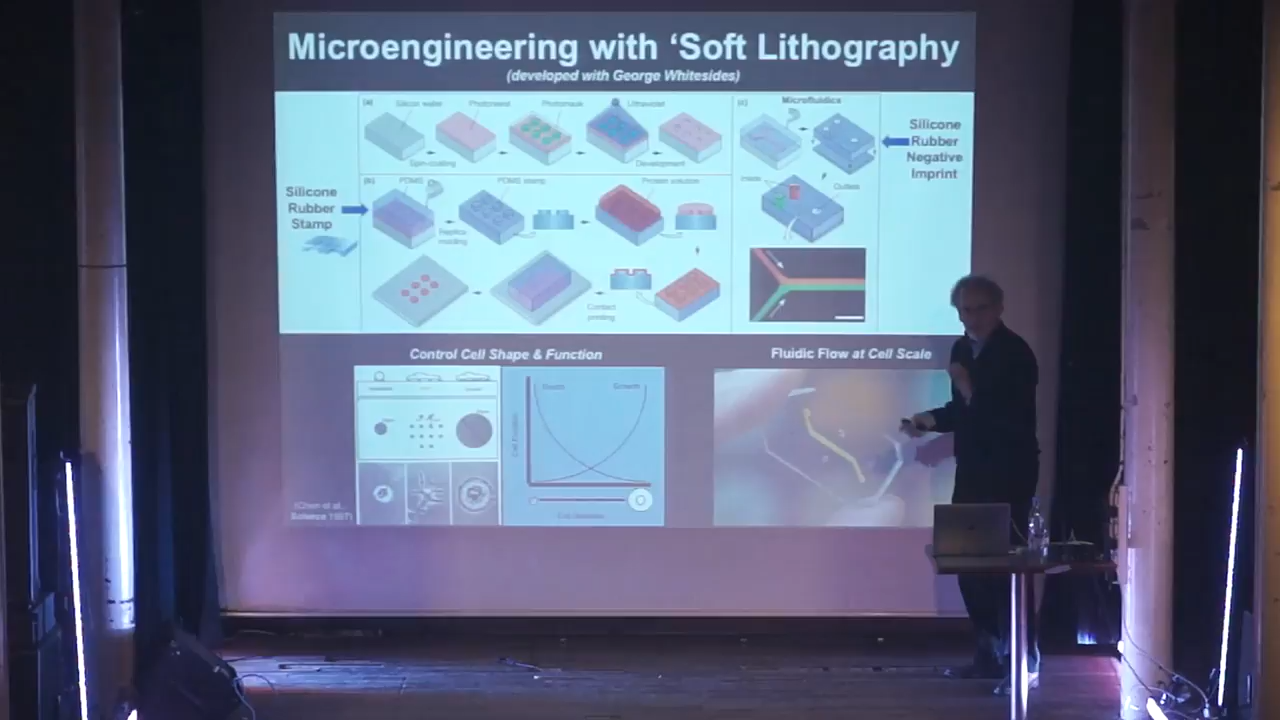 Microengineering with ‘Soft Lithography
(developed with George Whitesides)
(a)
Silicon wafer
Photoresist
Photomask
Ultraviolet
Spin-coating
Development
(c)
Microfluidics
Silicone
Rubber
Negative
Imprint
Silicone
Rubber
Stamp
(b)
PDMS
PDMS stamp
Protein solution
Replica
molding
Contact
printing
Inlets
Outlets
Control Cell Shape & Function
Fluidic Flow at Cell Scale
Death
Growth
(Chen et al.,
Science 1997)